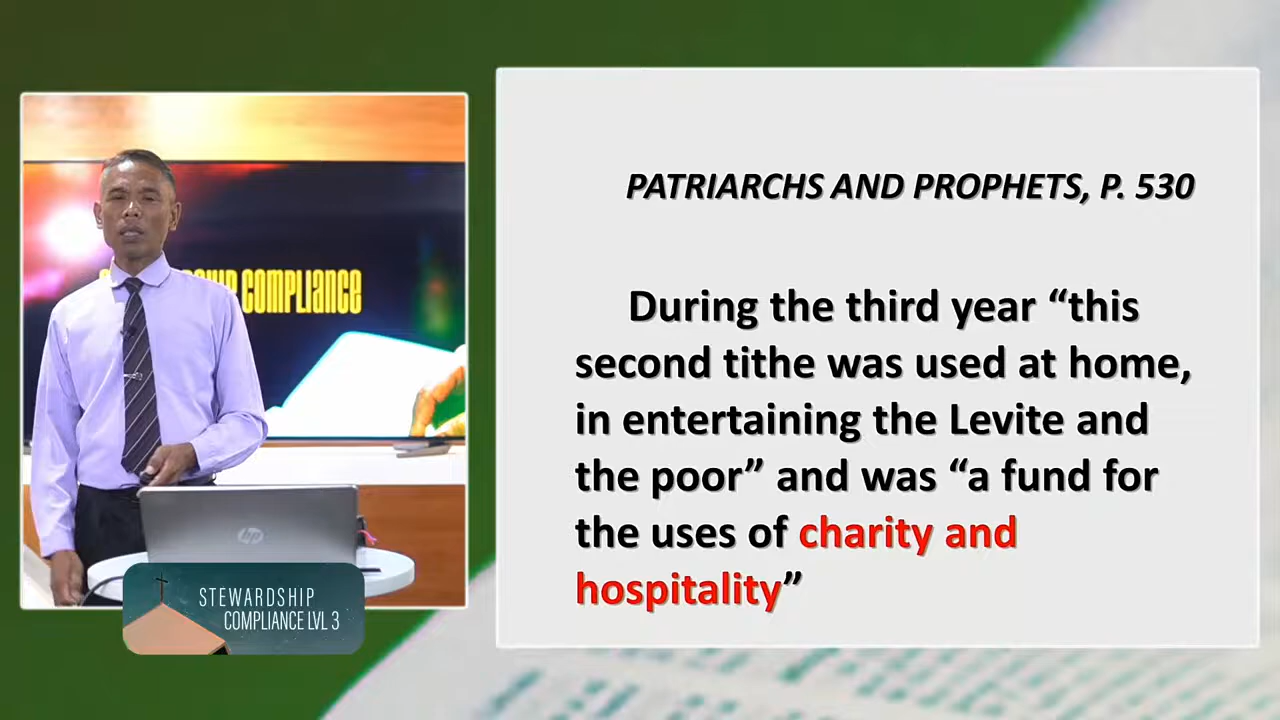 PATRIARCHS AND PROPHETS, P. 530
During the third year “this
second tithe was used at home,
in entertaining the Levite and
the poor” and was “a fund for
the uses of charity and
hospitality”
COMPLIANCE
hp
STEWARDSHIP
COMPLIANCE LVL 3